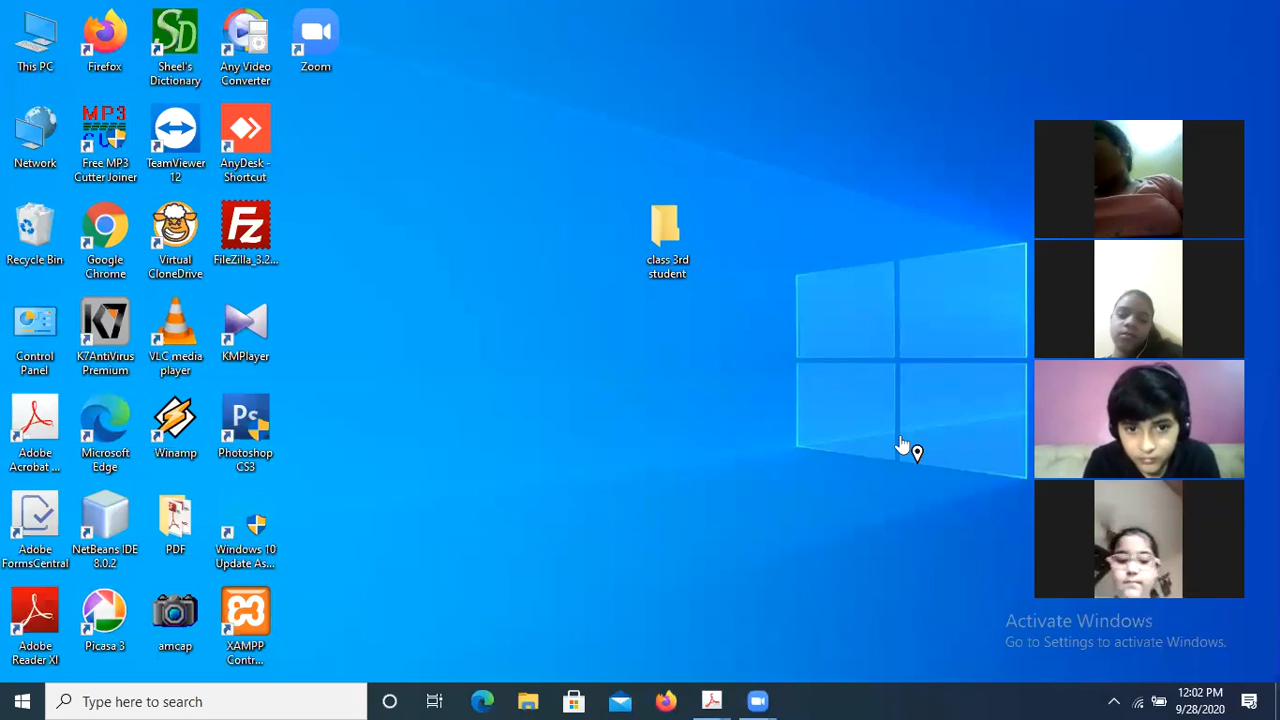 This PC
Firefox
Sheel's
Dictionary
Any Video
Converter
Zoom
Network
MP3
Free MP3
Cutter Joiner
TeamViewer
12
AnyDesk -
Shortcut
Recycle Bin
Google
Chrome
Virtual
CloneDrive
FileZilla_3.2...
class 3rd
student
Control
Panel
K7AntiVirus
Premium
VLC media
player
KMPlayer
Adobe
Acrobat ...
Microsoft
Edge
Winamp
Ps
Photoshop
CS3
Adobe
FormsCentral
NetBeans IDE
8.0.2
PDF
Windows 10
Update As...
Adobe
Reader XI
Picasa 3
amcap
XAMPP
Contr...
Activate Windows
Go to Settings to activate Windows.
Type here to search
12:02 PM
9/28/2020